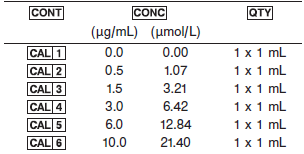 CONT CONC QTY
(µg/mL) (µmol/L)
CAL 1 0.0 0.00 1 x 1 mL
CAL 2 0.5 1.07 1 x 1 mL
CAL 3 1.5 3.21 1 x 1 mL
CAL 4 3.0 6.42 1 x 1 mL
CAL 5 6.0 12.84 1 x 1 mL
CAL 6 10.0 21.40 1 x 1 mL